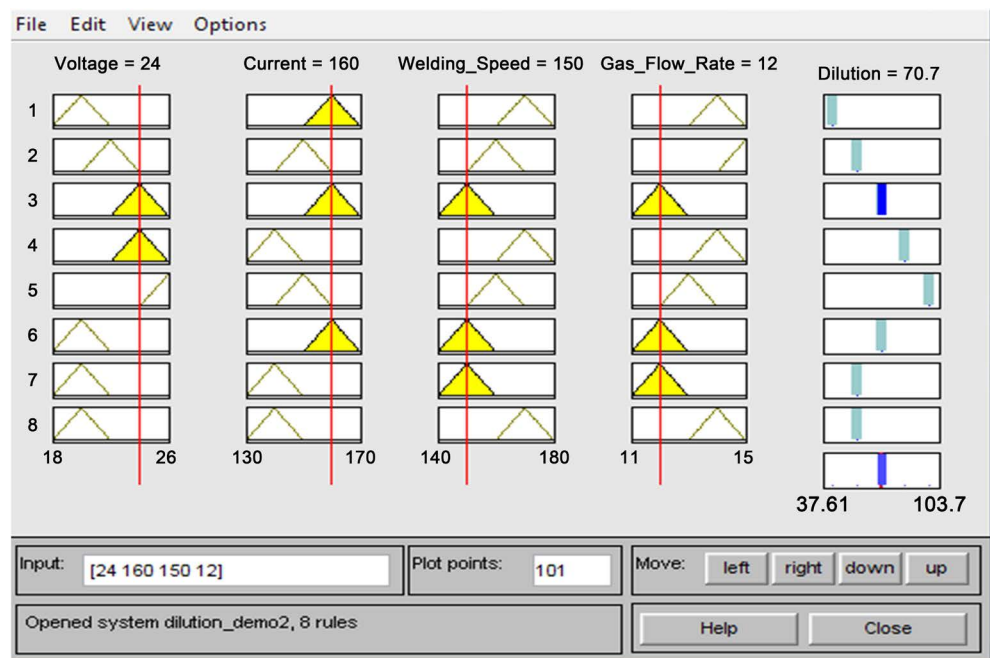 File Edit View Options
Voltage = 24 Current = 160 Welding_Speed = 150 Gas_Flow_Rate = 12 Dilution = 70.7
1
2
3
4
5
6
7
8
18 26 130 170 140 180 11 15
37.61 103.7
Input: [24 160 150 12] Plot points: 101 Move: left right down up
Opened system dilution_demo2, 8 rules Help Close